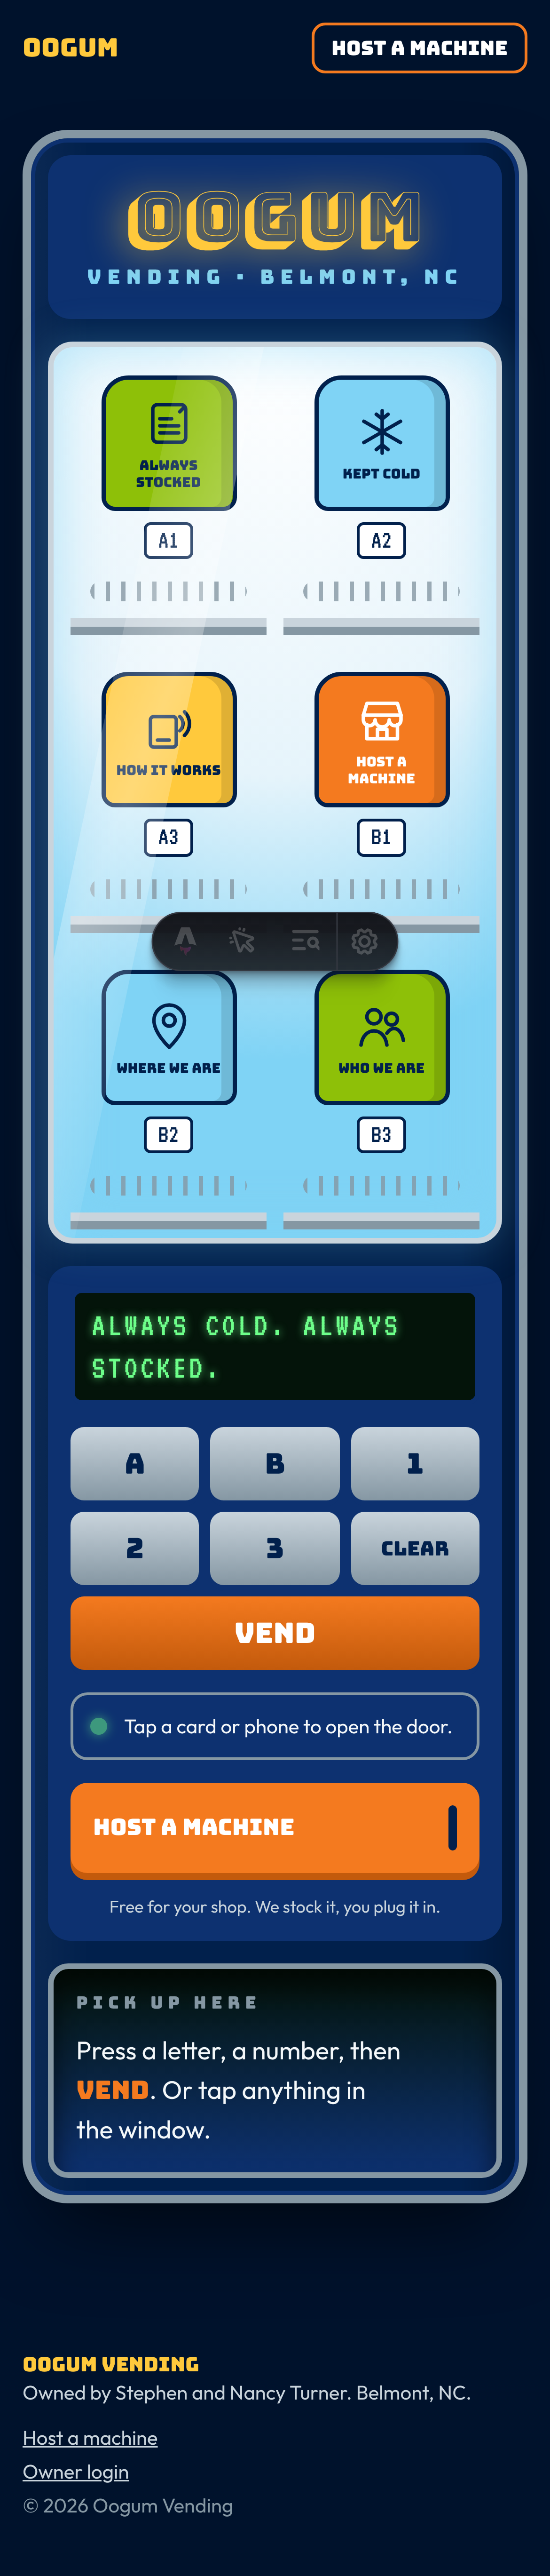 OOGUM
HOST A MACHINE
OOGUM
VENDING · BELMONT, NC
ALWAYS
STOCKED
KEPT COLD
A1
A2
HOW IT WORKS
HOST A
MACHINE
A3
B1
WHERE WE ARE
WHO WE ARE
B2
B3
ALWAYS COLD. ALWAYS
STOCKED.
A
B
1
2
3
CLEAR
VEND
Tap a card or phone to open the door.
HOST A MACHINE
Free for your shop. We stock it, you plug it in.
PICK UP HERE
Press a letter, a number, then
VEND. Or tap anything in
the window.
OOGUM VENDING
Owned by Stephen and Nancy Turner. Belmont, NC.
Host a machine
Owner login
© 2026 Oogum Vending